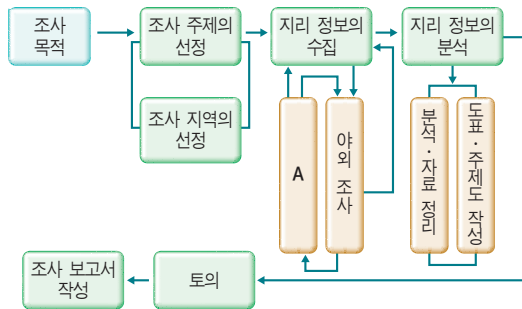 조사
목적
조사 주제의
선정
지리 정보의
수집
지리 정보의
분석
조사 지역의
선정
A
야외 조사
분석·자료 정리
도표·주제도 작성
조사 보고서
작성
토의